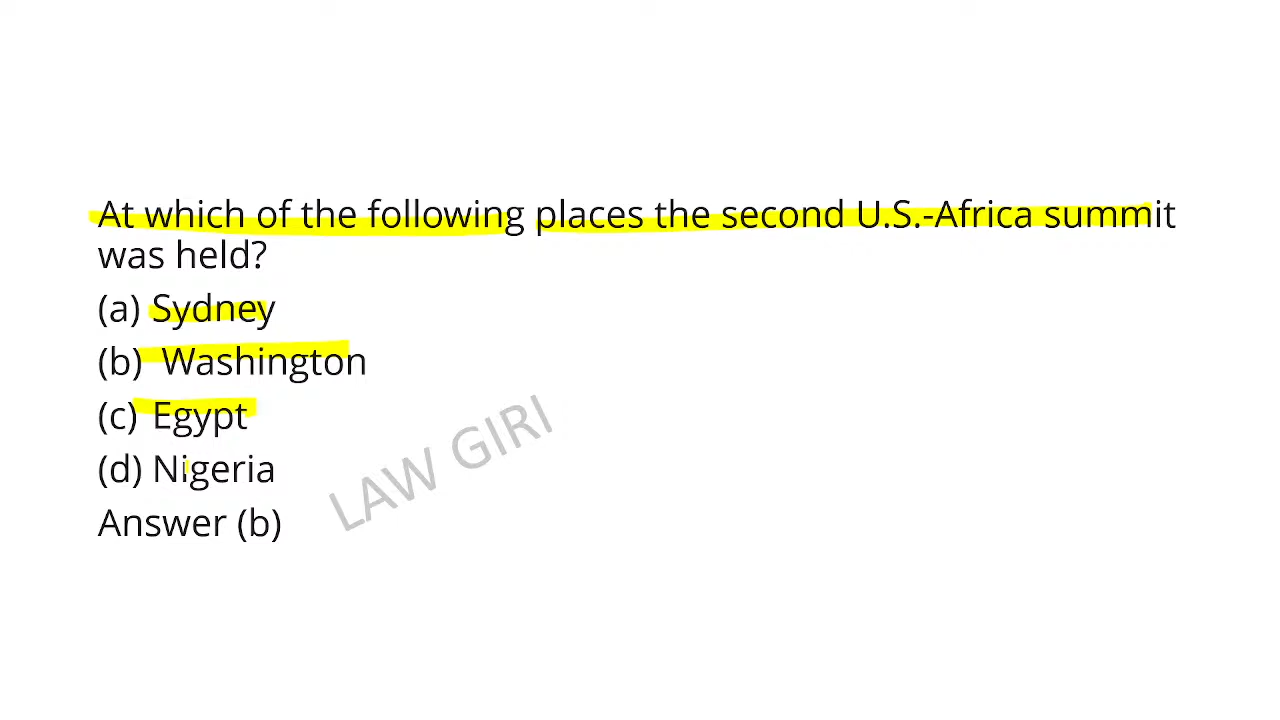 At which of the following places the second U.S.-Africa summit
was held?
(a) Sydney
(b) Washington
(c) Egypt
(d) Nigeria
Answer (b)
LAW GIRI